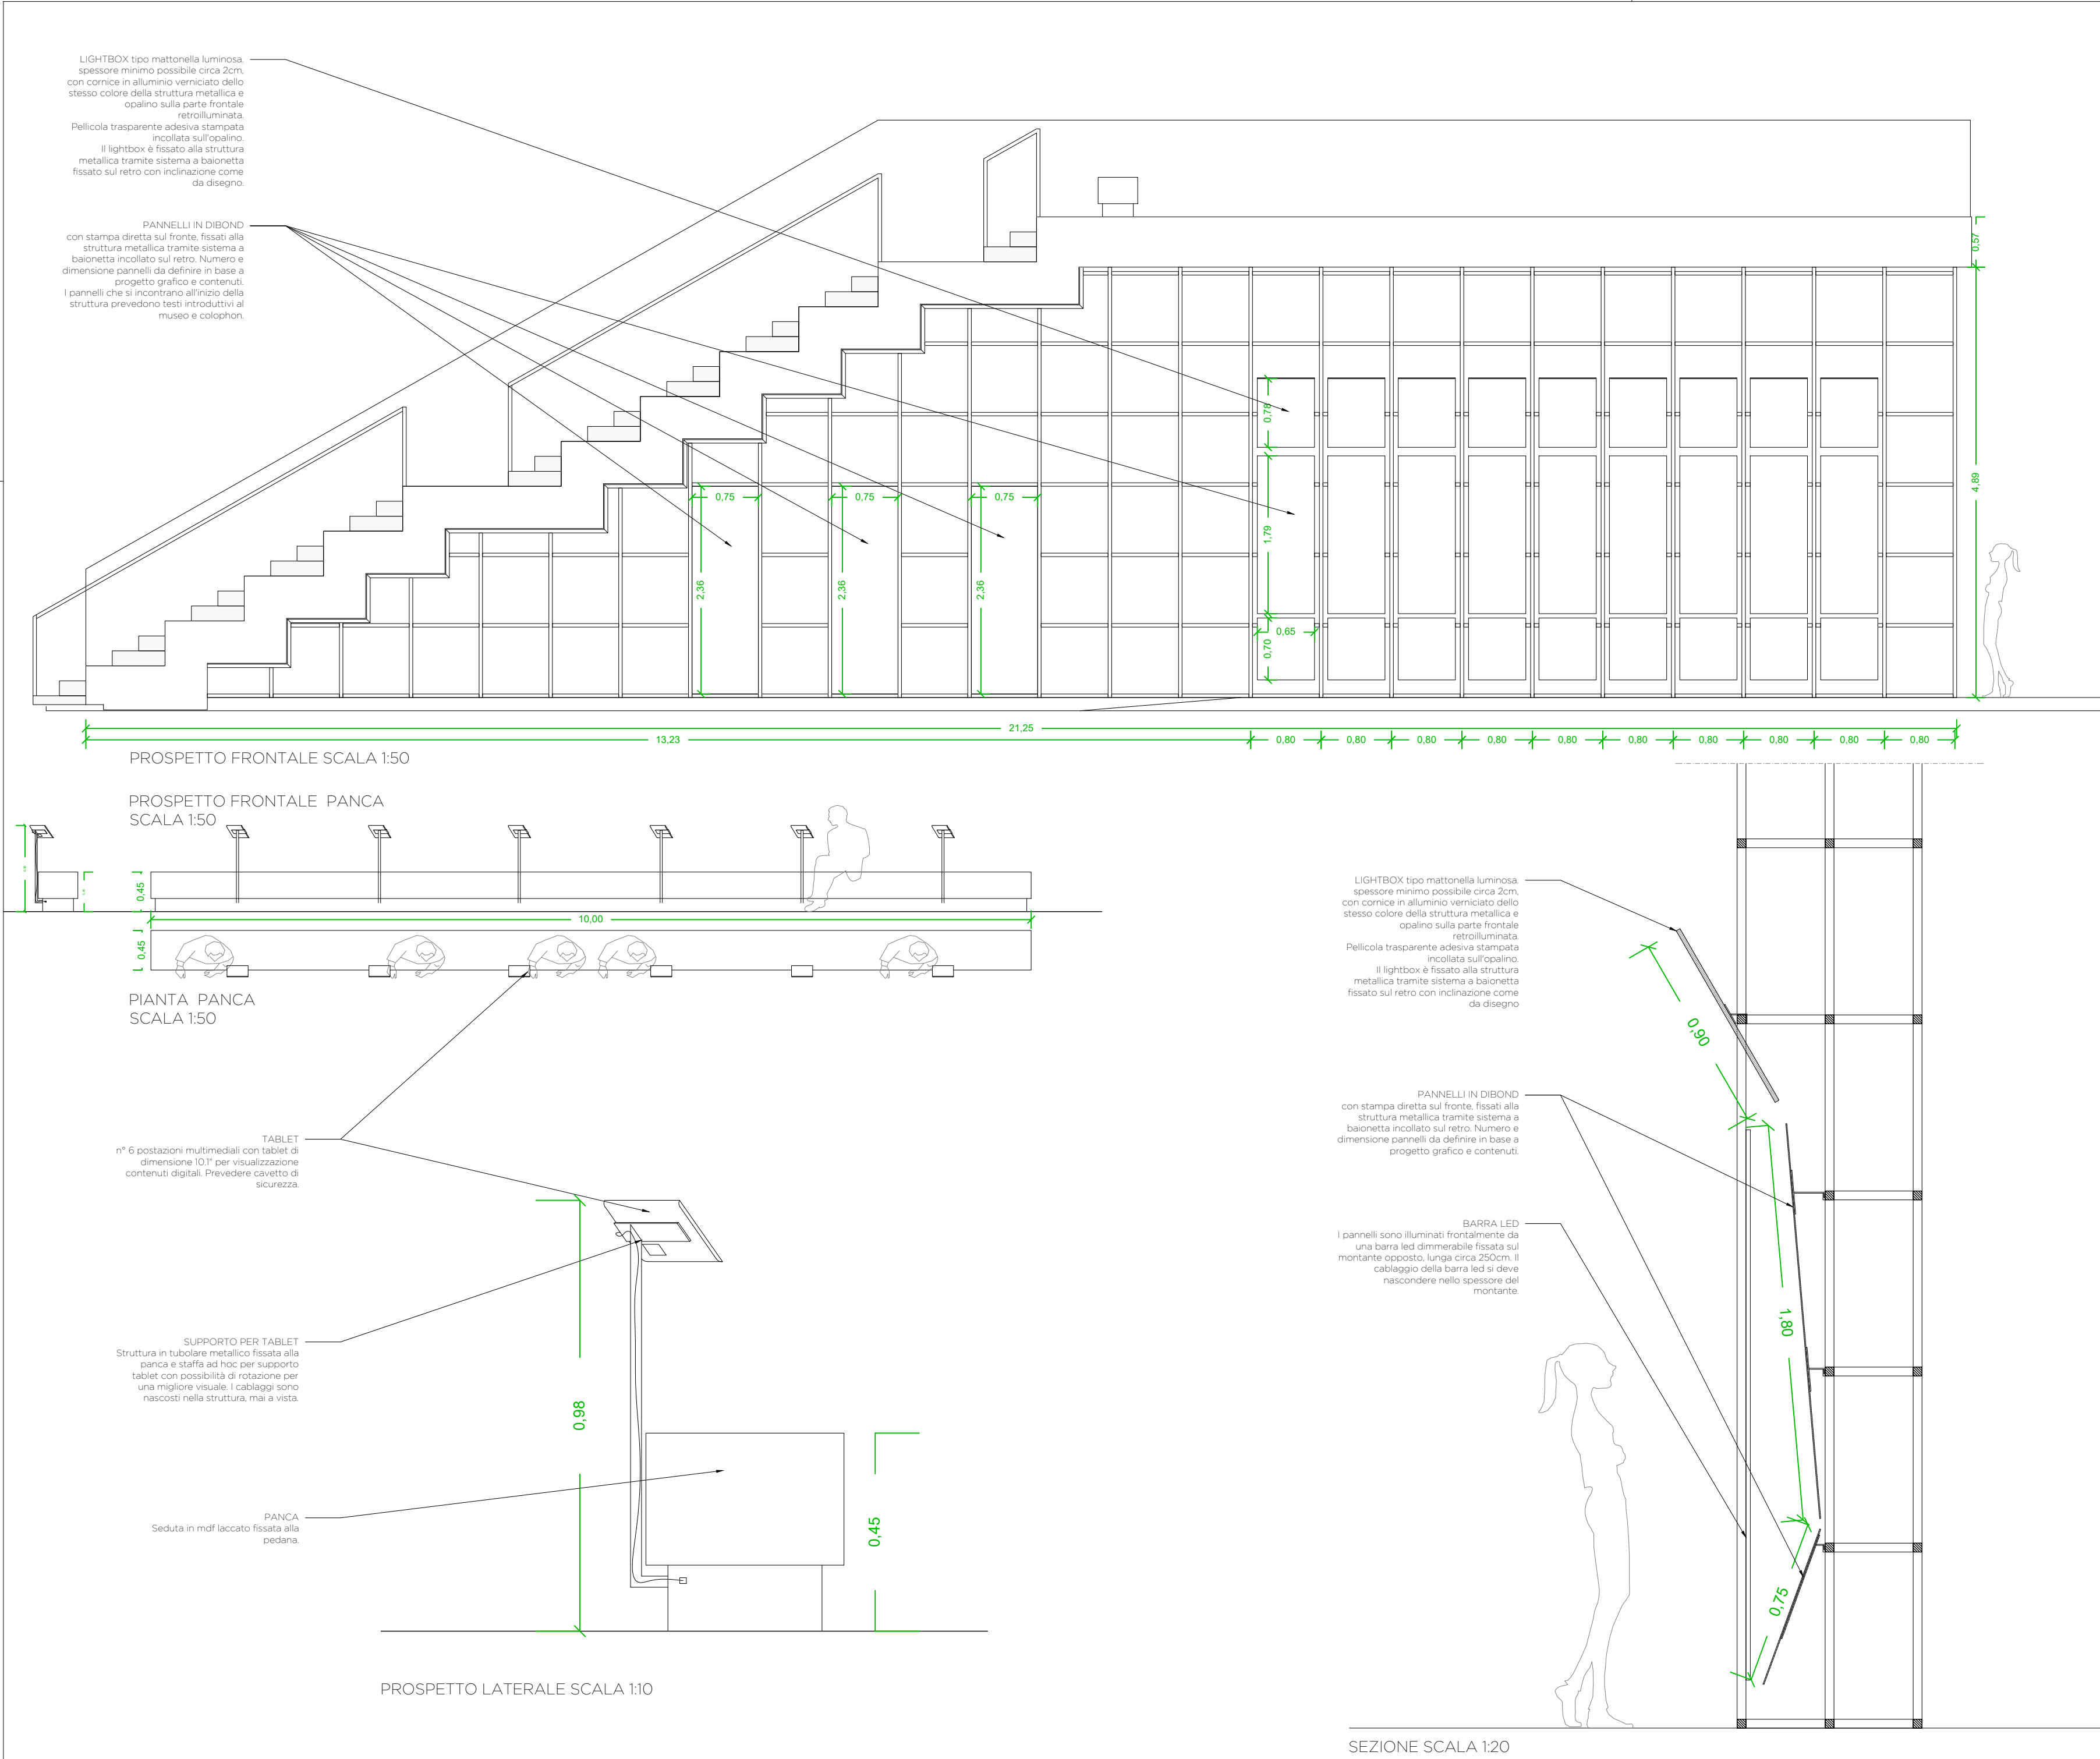 LIGHTBOX tipo mattonella luminosa.
spessore minimo possibile circa 2cm,
con cornice in alluminio verniciato dello
stesso colore della struttura metallica e
opalino sulla parte frontale
retroilluminata.
Pellicola trasparente adesiva stampata
incollata sull'opalino.
Il lightbox è fissato alla struttura
metallica tramite sistema a baionetta
fissato sul retro con inclinazione come
da disegno.
PANNELLI IN DIBOND
con stampa diretta sul fronte, fissati alla
struttura metallica tramite sistema a
baionetta incollato sul retro. Numero e
dimensione pannelli da definire in base a
progetto grafico e contenuti.
I pannelli che si incontrano all'inizio della
struttura prevedono testi introduttivi al
museo e colophon.
0,57
4,89
0,78
1,79
0,65
0,70
0,75
0,75
0,75
2,36
2,36
2,36
21,25
13,23
0,80
0,80
0,80
0,80
0,80
0,80
0,80
0,80
0,80
0,80
PROSPETTO FRONTALE SCALA 1:50
PROSPETTO FRONTALE PANCA
SCALA 1:50
0,45
10,00
0,45
PIANTA PANCA
SCALA 1:50
TABLET
n° 6 postazioni multimediali con tablet di
dimensione 10.1" per visualizzazione
contenuti digitali. Prevedere cavetto di
sicurezza.
SUPPORTO PER TABLET
Struttura in tubolare metallico fissata alla
panca e staffa ad hoc per supporto
tablet con possibilità di rotazione per
una migliore visuale. I cablaggi sono
nascosti nella struttura, mai a vista.
PANCA
Seduta in mdf laccato fissata alla
pedana.
0,98
0,45
PROSPETTO LATERALE SCALA 1:10
LIGHTBOX tipo mattonella luminosa.
spessore minimo possibile circa 2cm,
con cornice in alluminio verniciato dello
stesso colore della struttura metallica e
opalino sulla parte frontale
retroilluminata.
Pellicola trasparente adesiva stampata
incollata sull'opalino.
Il lightbox è fissato alla struttura
metallica tramite sistema a baionetta
fissato sul retro con inclinazione come
da disegno
PANNELLI IN DIBOND
con stampa diretta sul fronte, fissati alla
struttura metallica tramite sistema a
baionetta incollato sul retro. Numero e
dimensione pannelli da definire in base a
progetto grafico e contenuti.
BARRA LED
I pannelli sono illuminati frontalmente da
una barra led dimmerabile fissata sul
montante opposto, lunga circa 250cm. Il
cablaggio della barra led si deve
nascondere nello spessore del
montante.
0,90
1,80
0,75
SEZIONE SCALA 1:20